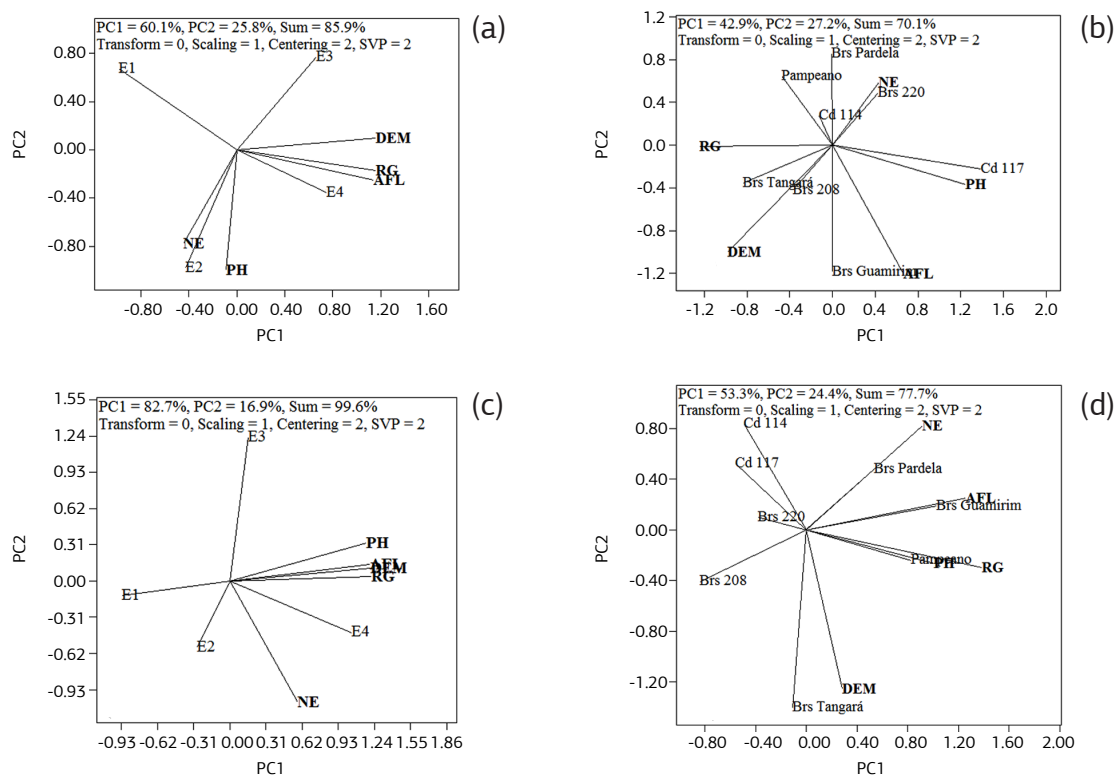 (a)
PC1 = 60.1%, PC2 = 25.8%, Sum = 85.9%
Transform = 0, Scaling = 1, Centering = 2, SVP = 2
E1
E3
DEM
RG
AFL
E4
NE
E2
PH
0.80
0.40
0.00
-0.40
-0.80
PC2
-0.80
-0.40
0.00
0.40
0.80
1.20
1.60
PC1
(b)
PC1 = 42.9%, PC2 = 27.2%, Sum = 70.1%
Transform = 0, Scaling = 1, Centering = 2, SVP = 2
Brs Pardela
Pampeano
NE
Brs 220
Cd 114
RG
Cd 117
PH
Brs Tangará
Brs 208
DEM
Brs Guamirim
AFL
1.2
0.8
0.4
0.0
-0.4
-0.8
-1.2
PC2
-1.2
-0.8
-0.4
0.0
0.4
0.8
1.2
1.6
2.0
PC1
(c)
PC1 = 82.7%, PC2 = 16.9%, Sum = 99.6%
Transform = 0, Scaling = 1, Centering = 2, SVP = 2
E3
PH
AFL
DEM
RG
E1
E4
E2
NE
1.55
1.24
0.93
0.62
0.31
0.00
-0.31
-0.62
-0.93
PC2
-0.93
-0.62
-0.31
0.00
0.31
0.62
0.93
1.24
1.55
1.86
PC1
(d)
PC1 = 53.3%, PC2 = 24.4%, Sum = 77.7%
Transform = 0, Scaling = 1, Centering = 2, SVP = 2
Cd 114
NE
Cd 117
Brs Pardela
AFL
Brs Guamirim
Brs 220
Pampeano
PH
RG
Brs 208
DEM
Brs Tangará
0.80
0.40
0.00
-0.40
-0.80
-1.20
PC2
-0.80
-0.40
0.00
0.40
0.80
1.20
1.60
2.00
PC1